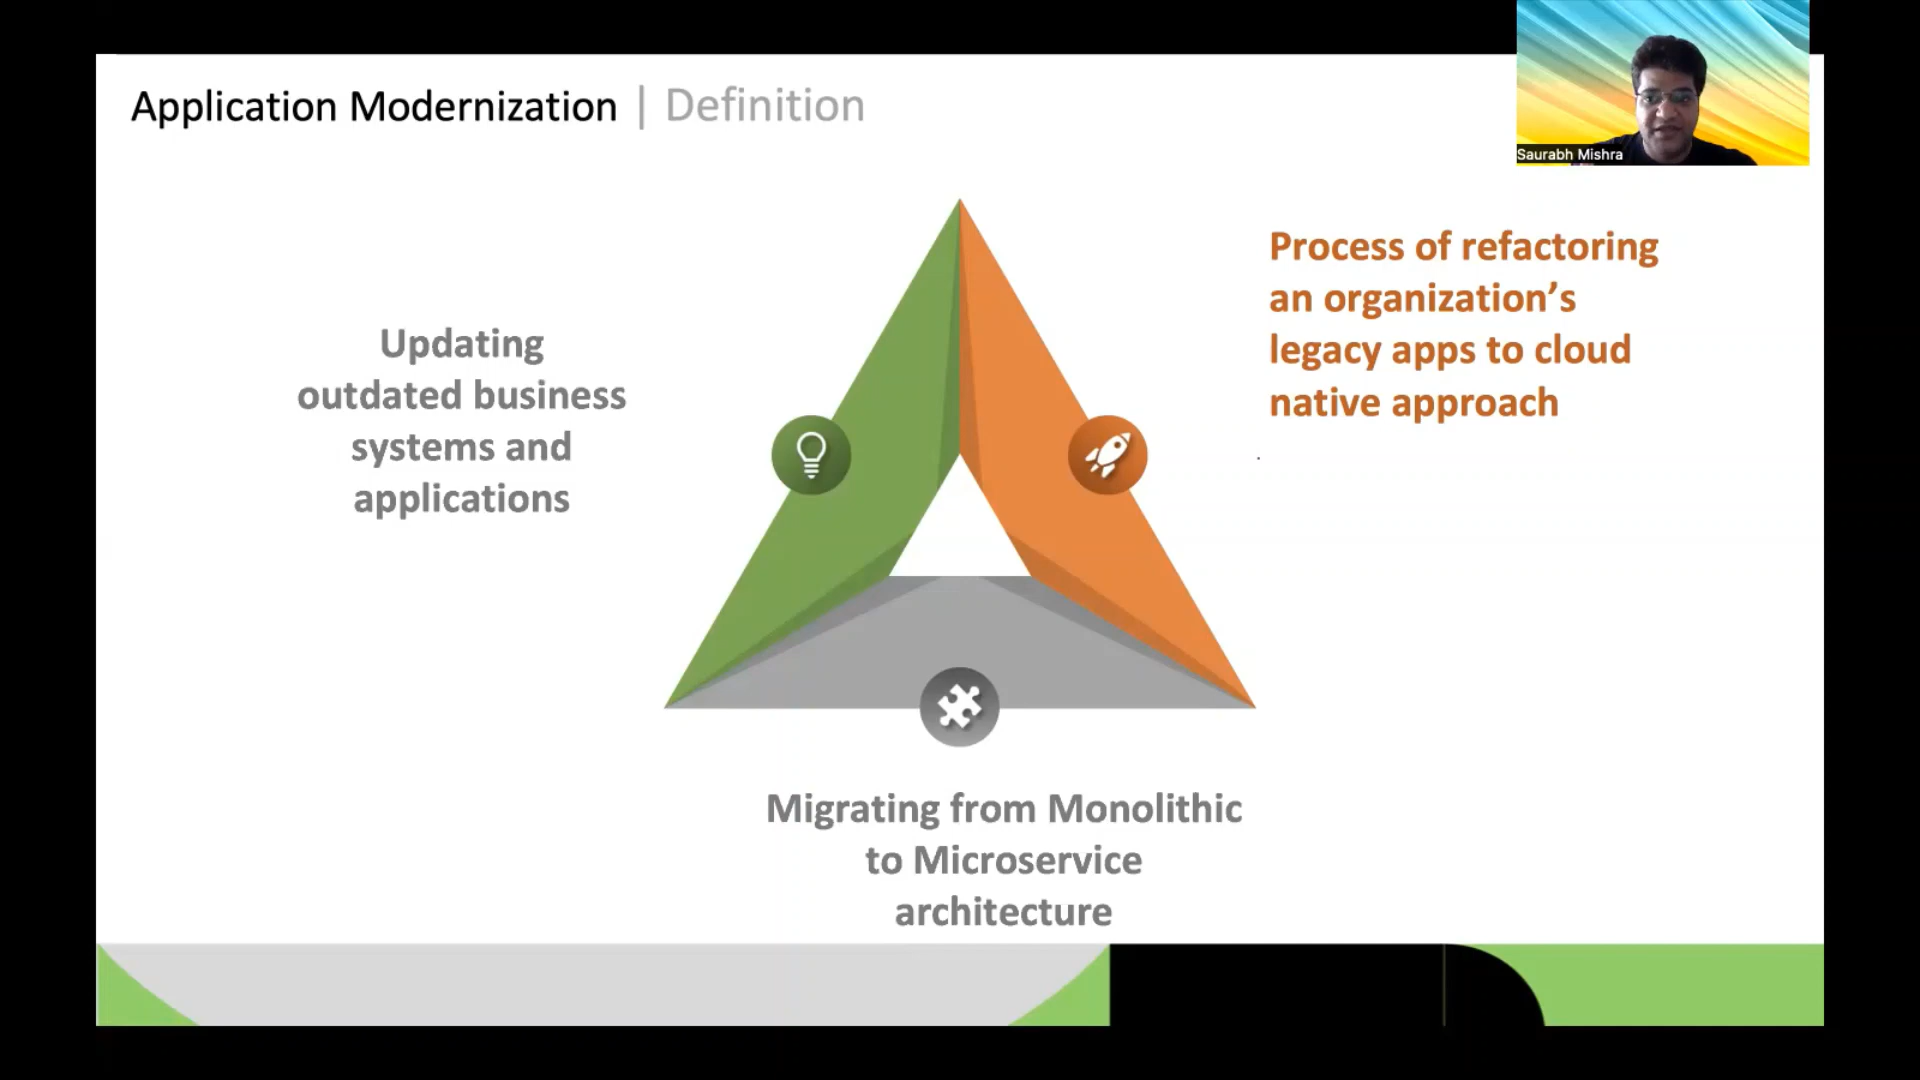 Application Modernization | Definition
Saurabh Mishra
Process of refactoring
an organization’s
legacy apps to cloud
native approach
Updating
outdated business
systems and
applications
Migrating from Monolithic
to Microservice
architecture